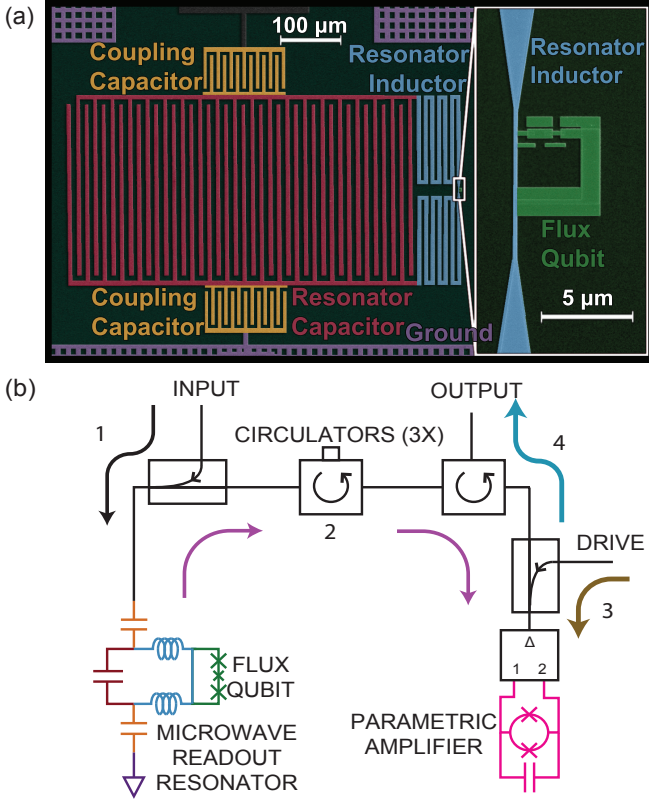 (a)
100 µm
Coupling
Capacitor
Resonator
Inductor
Resonator
Inductor
Flux
Qubit
5 µm
Coupling
Capacitor
Resonator
Capacitor
Ground
(b)
INPUT
OUTPUT
1
CIRCULATORS (3X)
4
2
DRIVE
3
Δ
1 2
FLUX
QUBIT
MICROWAVE
READOUT
RESONATOR
PARAMETRIC
AMPLIFIER